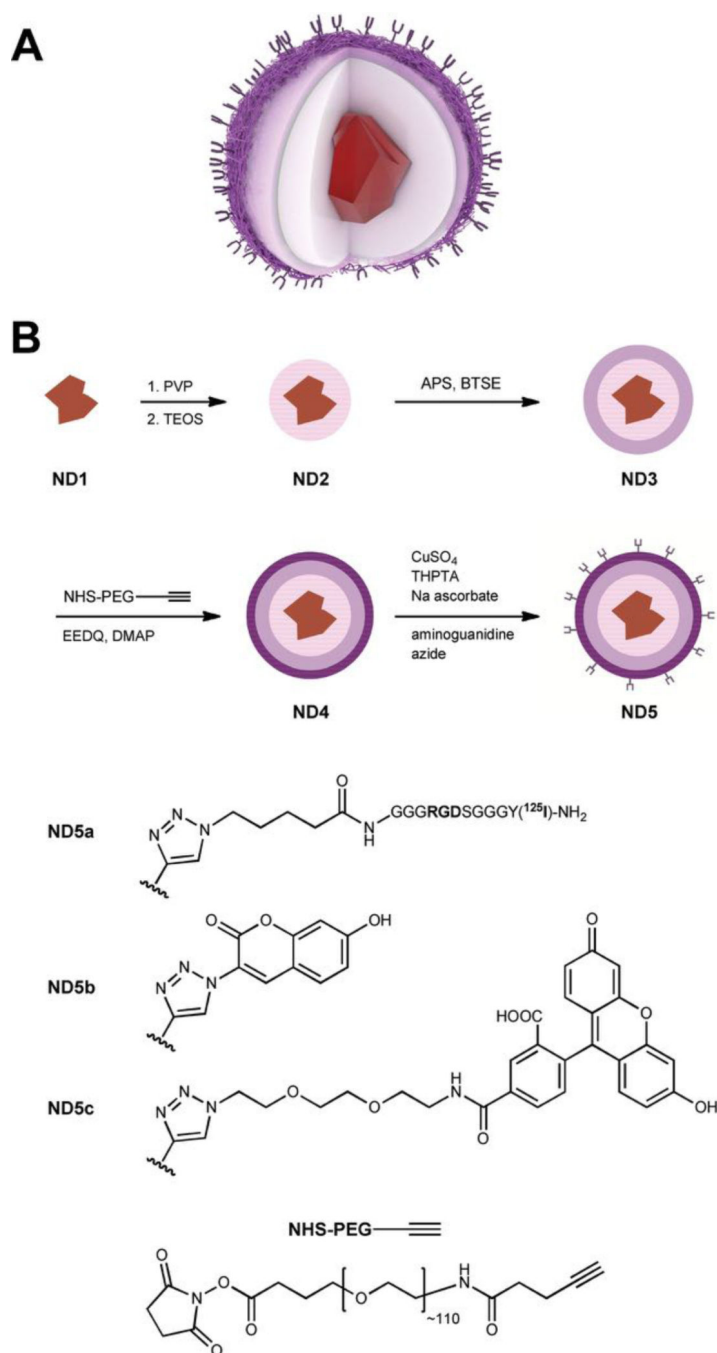 A
B
1. PVP
2. TEOS
APS, BTSE
ND1
ND2
ND3
NHS-PEG
EEDQ, DMAP
CuSO4
THPTA
Na ascorbate
aminoguanidine
azide
ND4
ND5
ND5a
N
N
N
O
N
H
GGGRGDSGGGY(¹²⁵I)-NH₂
ND5b
N
N
N
O
O
OH
ND5c
N
N
N
O
O
H
N
O
HOOC
O
O
OH
NHS-PEG
O
N
O
O
O
O
~110
H
N
O